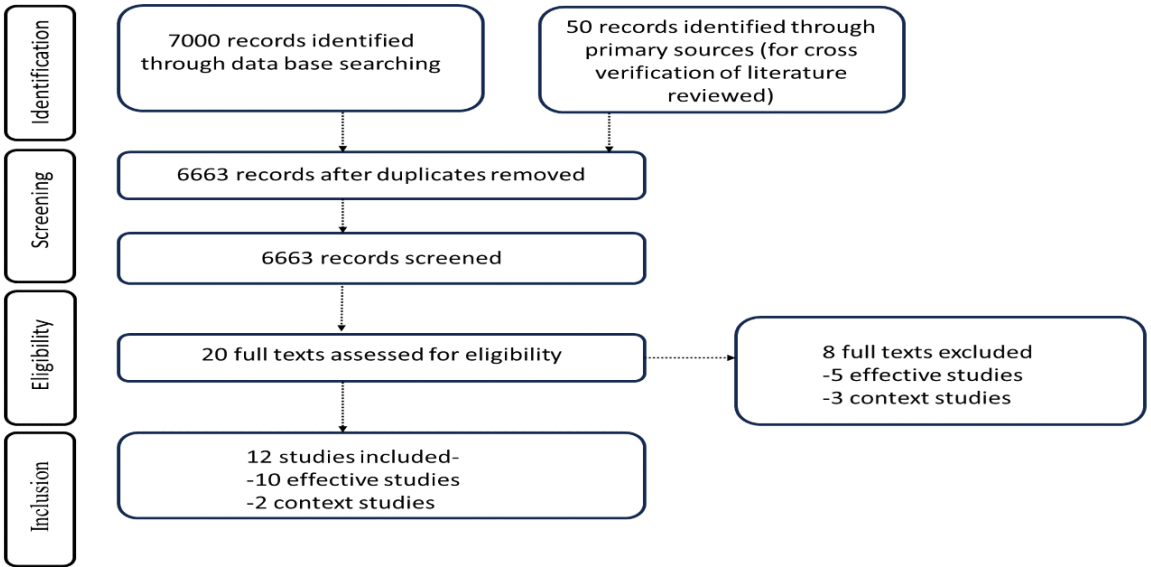 Identification
7000 records identified
through data base searching
50 records identified through
primary sources (for cross
verification of literature
reviewed)
Screening
6663 records after duplicates removed
6663 records screened
Eligibility
20 full texts assessed for eligibility
8 full texts excluded
-5 effective studies
-3 context studies
Inclusion
12 studies included-
-10 effective studies
-2 context studies